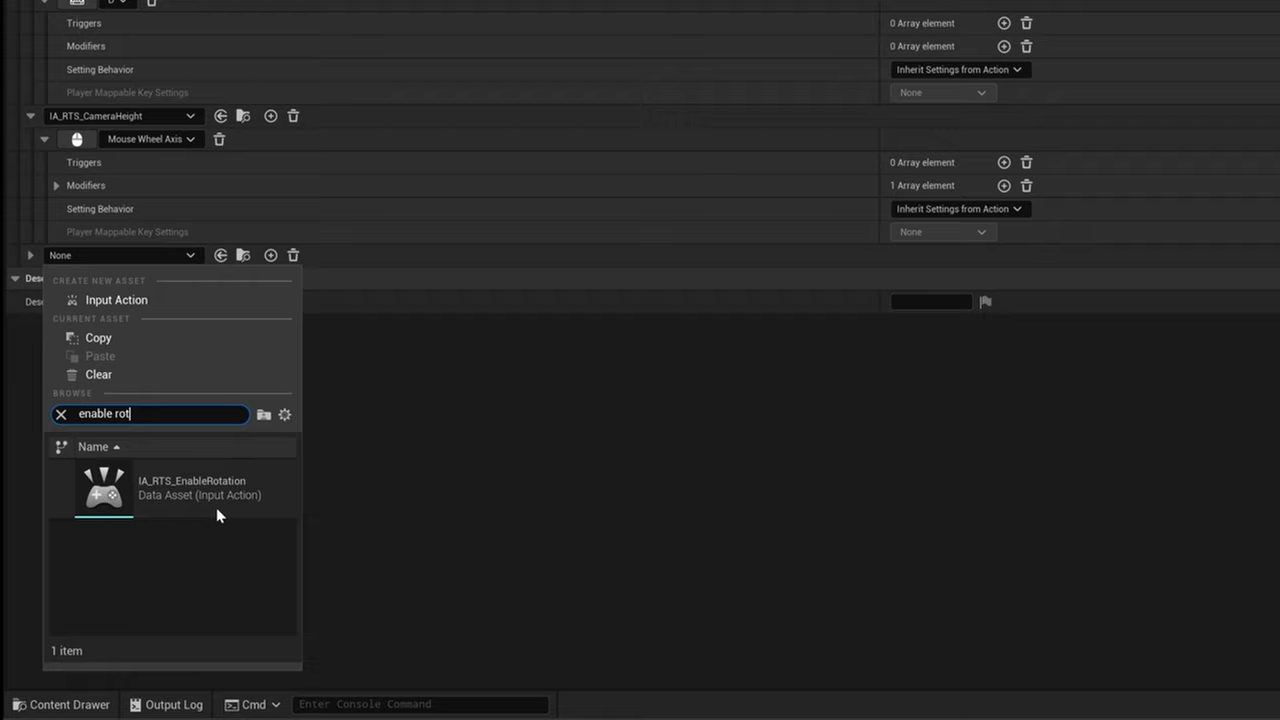 D
Triggers 0 Array element
Modifiers 0 Array element
Setting Behavior Inherit Settings from Action
Player Mappable Key Settings None
IA_RTS_CameraHeight
Mouse Wheel Axis
Triggers 0 Array element
Modifiers 1 Array element
Setting Behavior Inherit Settings from Action
Player Mappable Key Settings None
None
Desc
CREATE NEW ASSET
Desc
Input Action
CURRENT ASSET
Copy
Paste
Clear
BROWSE
enable rot
Name
IA_RTS_EnableRotation
Data Asset (Input Action)
1 item
Content Drawer Output Log Cmd Enter Console Command